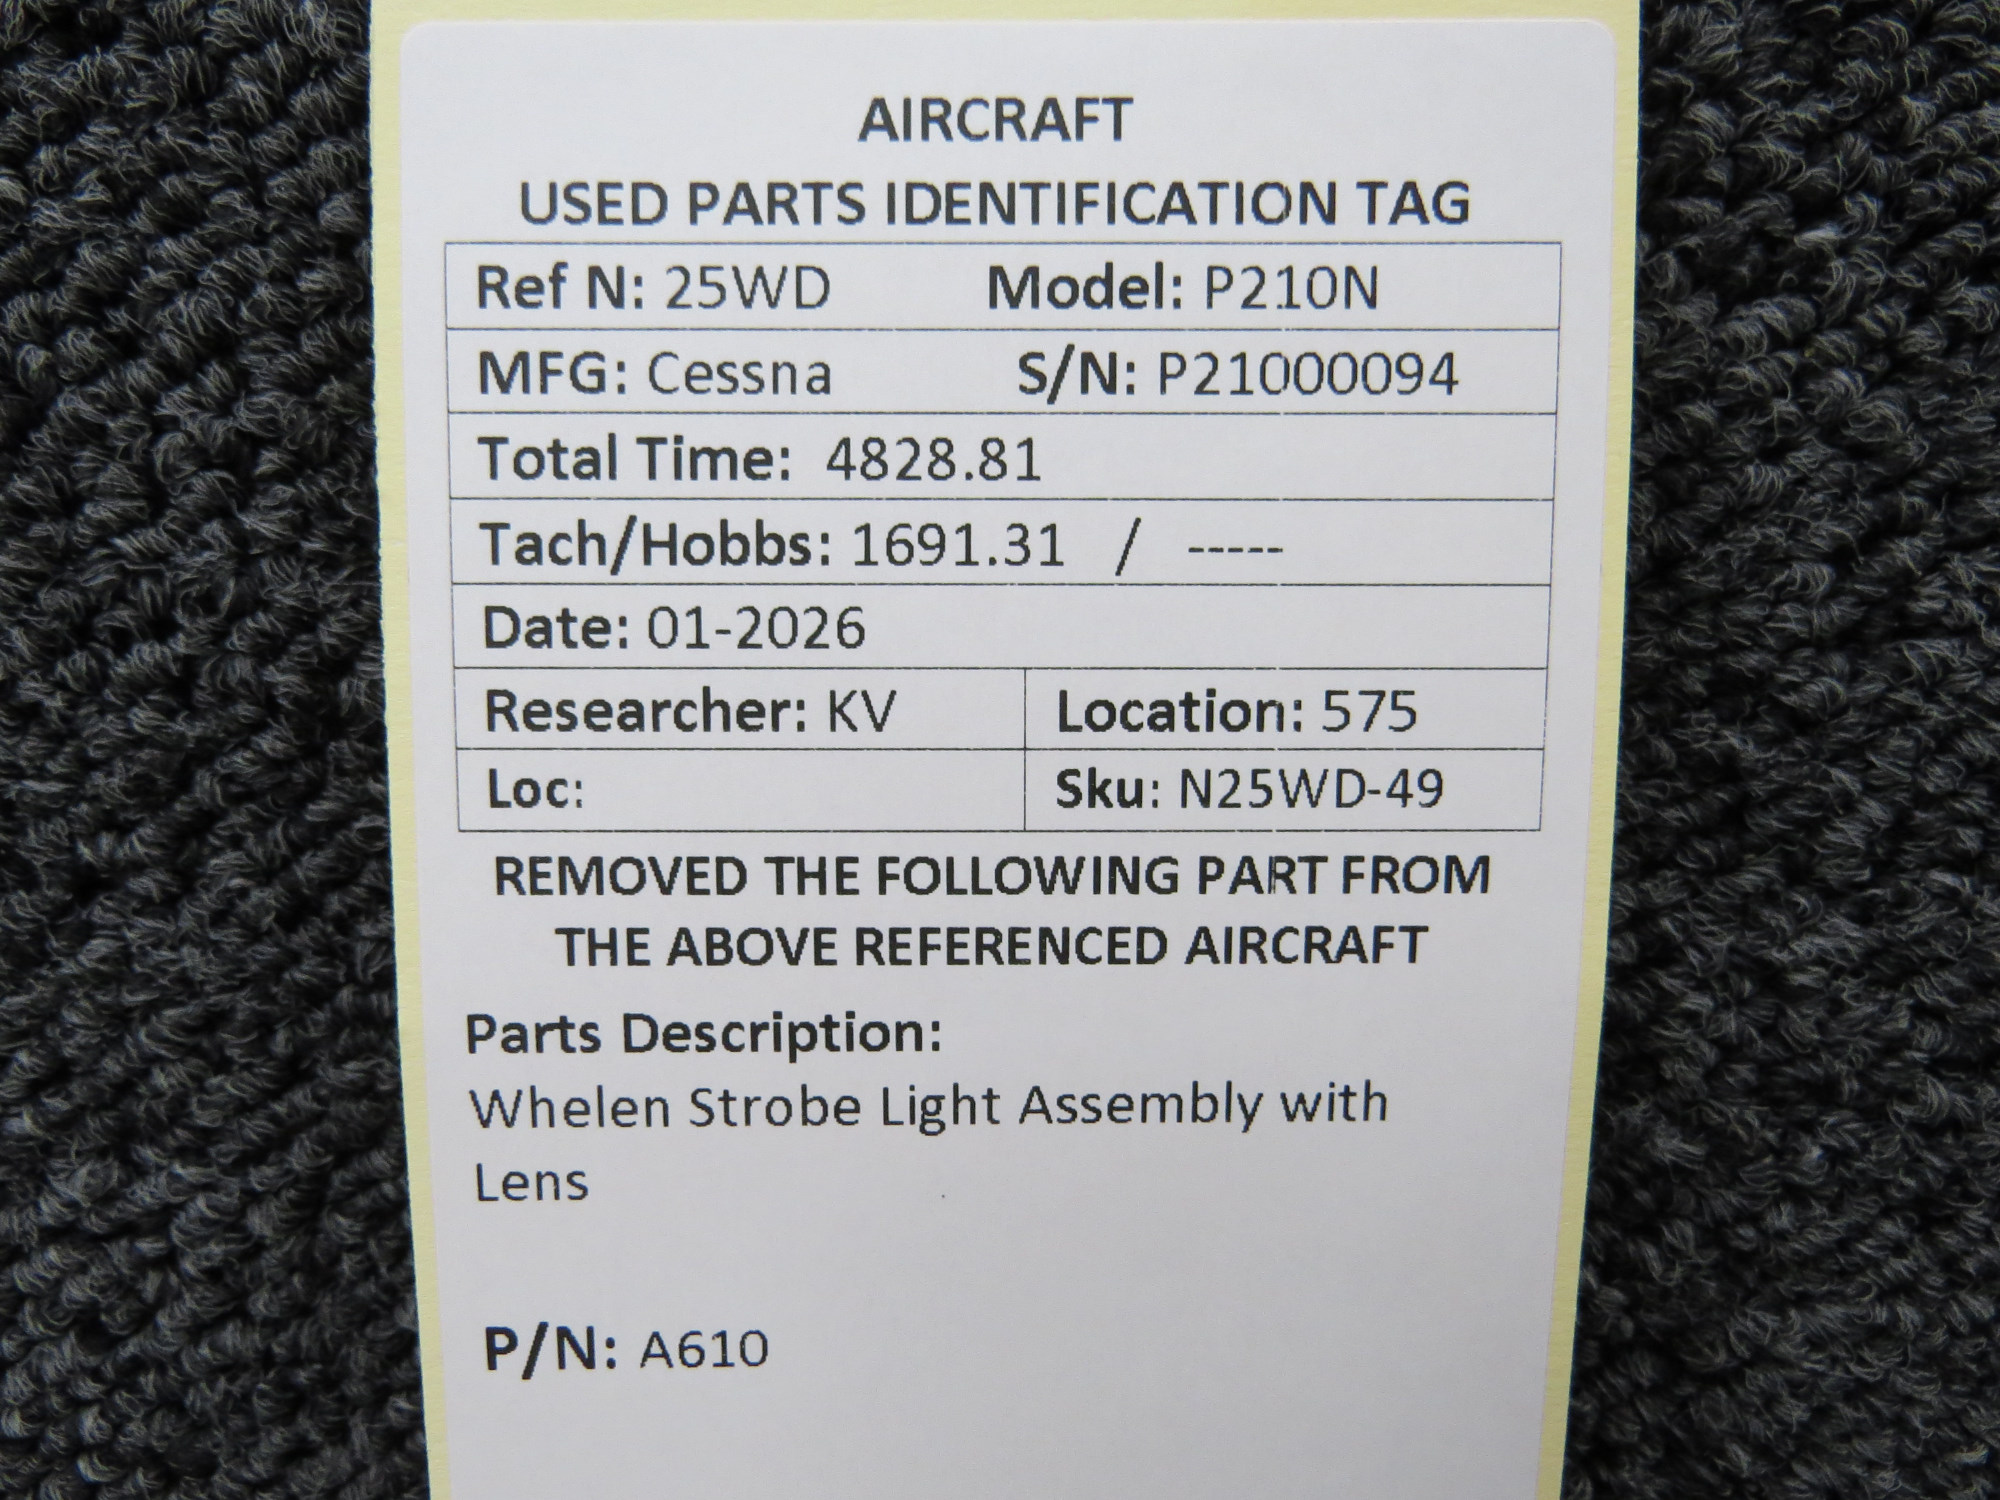 AIRCRAFT
USED PARTS IDENTIFICATION TAG
Ref N: 25WD Model: P210N
MFG: Cessna S/N: P21000094
Total Time: 4828.81
Tach/Hobbs: 1691.31 / -----
Date: 01-2026
Researcher: KV Location: 575
Loc: Sku: N25WD-49
REMOVED THE FOLLOWING PART FROM
THE ABOVE REFERENCED AIRCRAFT
Parts Description:
Whelen Strobe Light Assembly with
Lens
P/N: A610